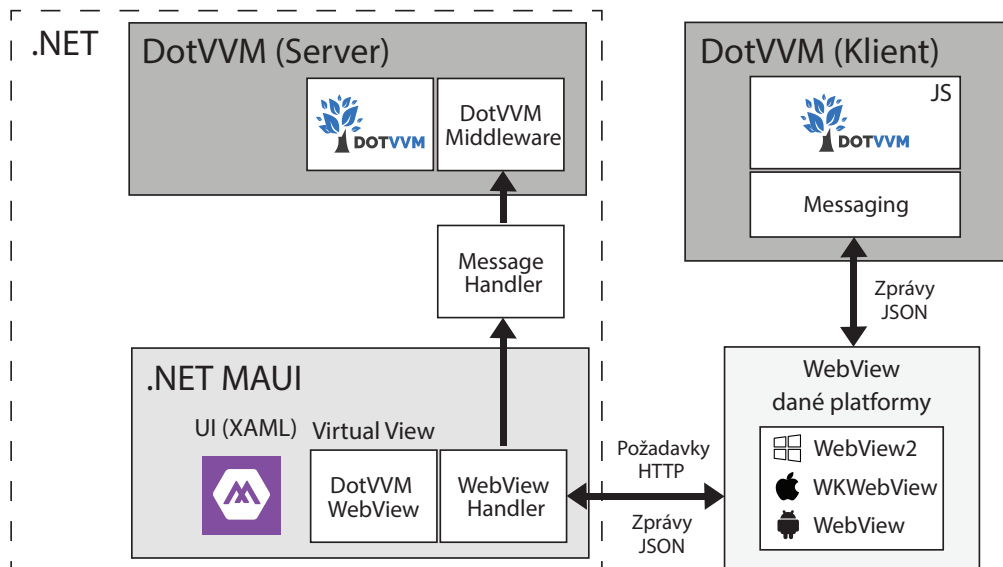 .NET
DotVVM (Server)
DOTVVM
DotVVM
Middleware
Message
Handler
.NET MAUI
UI (XAML)
Virtual View
DotVVM
WebView
WebView
Handler
Požadavky
HTTP
Zprávy
JSON
DotVVM (Klient)
JS
DOTVVM
Messaging
Zprávy
JSON
WebView
dané platformy
WebView2
WKWebView
WebView